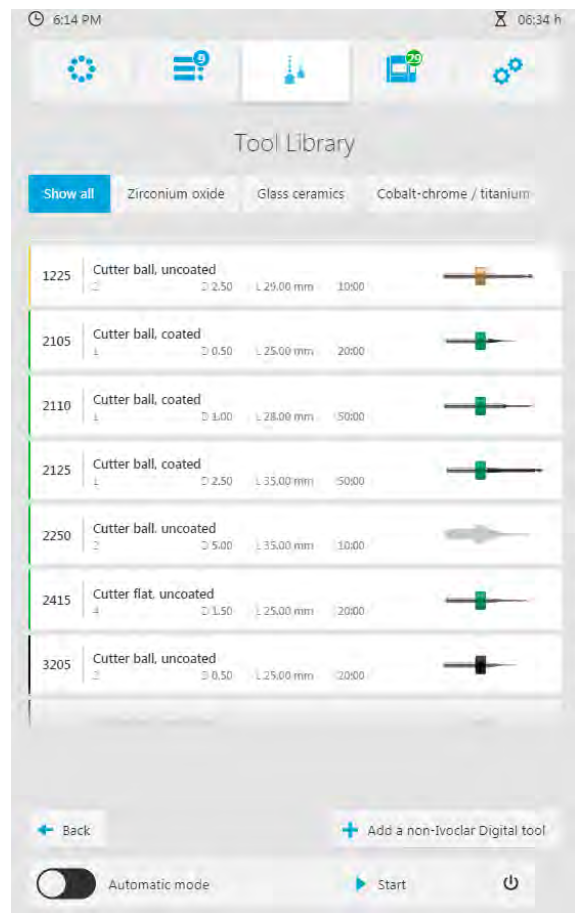 6:14 PM 06:34 h
9 29
Tool Library
Show all Zirconium oxide Glass ceramics Cobalt-chrome / titanium
1225 Cutter ball, uncoated
2 D 2.50 L 29.00 mm 10:00
2105 Cutter ball, coated
1 D 0.50 L 25.00 mm 20:00
2110 Cutter ball, coated
1 D 1.00 L 28.00 mm 50:00
2125 Cutter ball, coated
1 D 2.50 L 35.00 mm 50:00
2250 Cutter ball, uncoated
2 D 5.00 L 35.00 mm 10:00
2415 Cutter flat, uncoated
4 D 1.50 L 25.00 mm 20:00
3205 Cutter ball, uncoated
2 D 0.50 L 25.00 mm 20:00
Back Add a non-Ivoclar Digital tool
Automatic mode Start